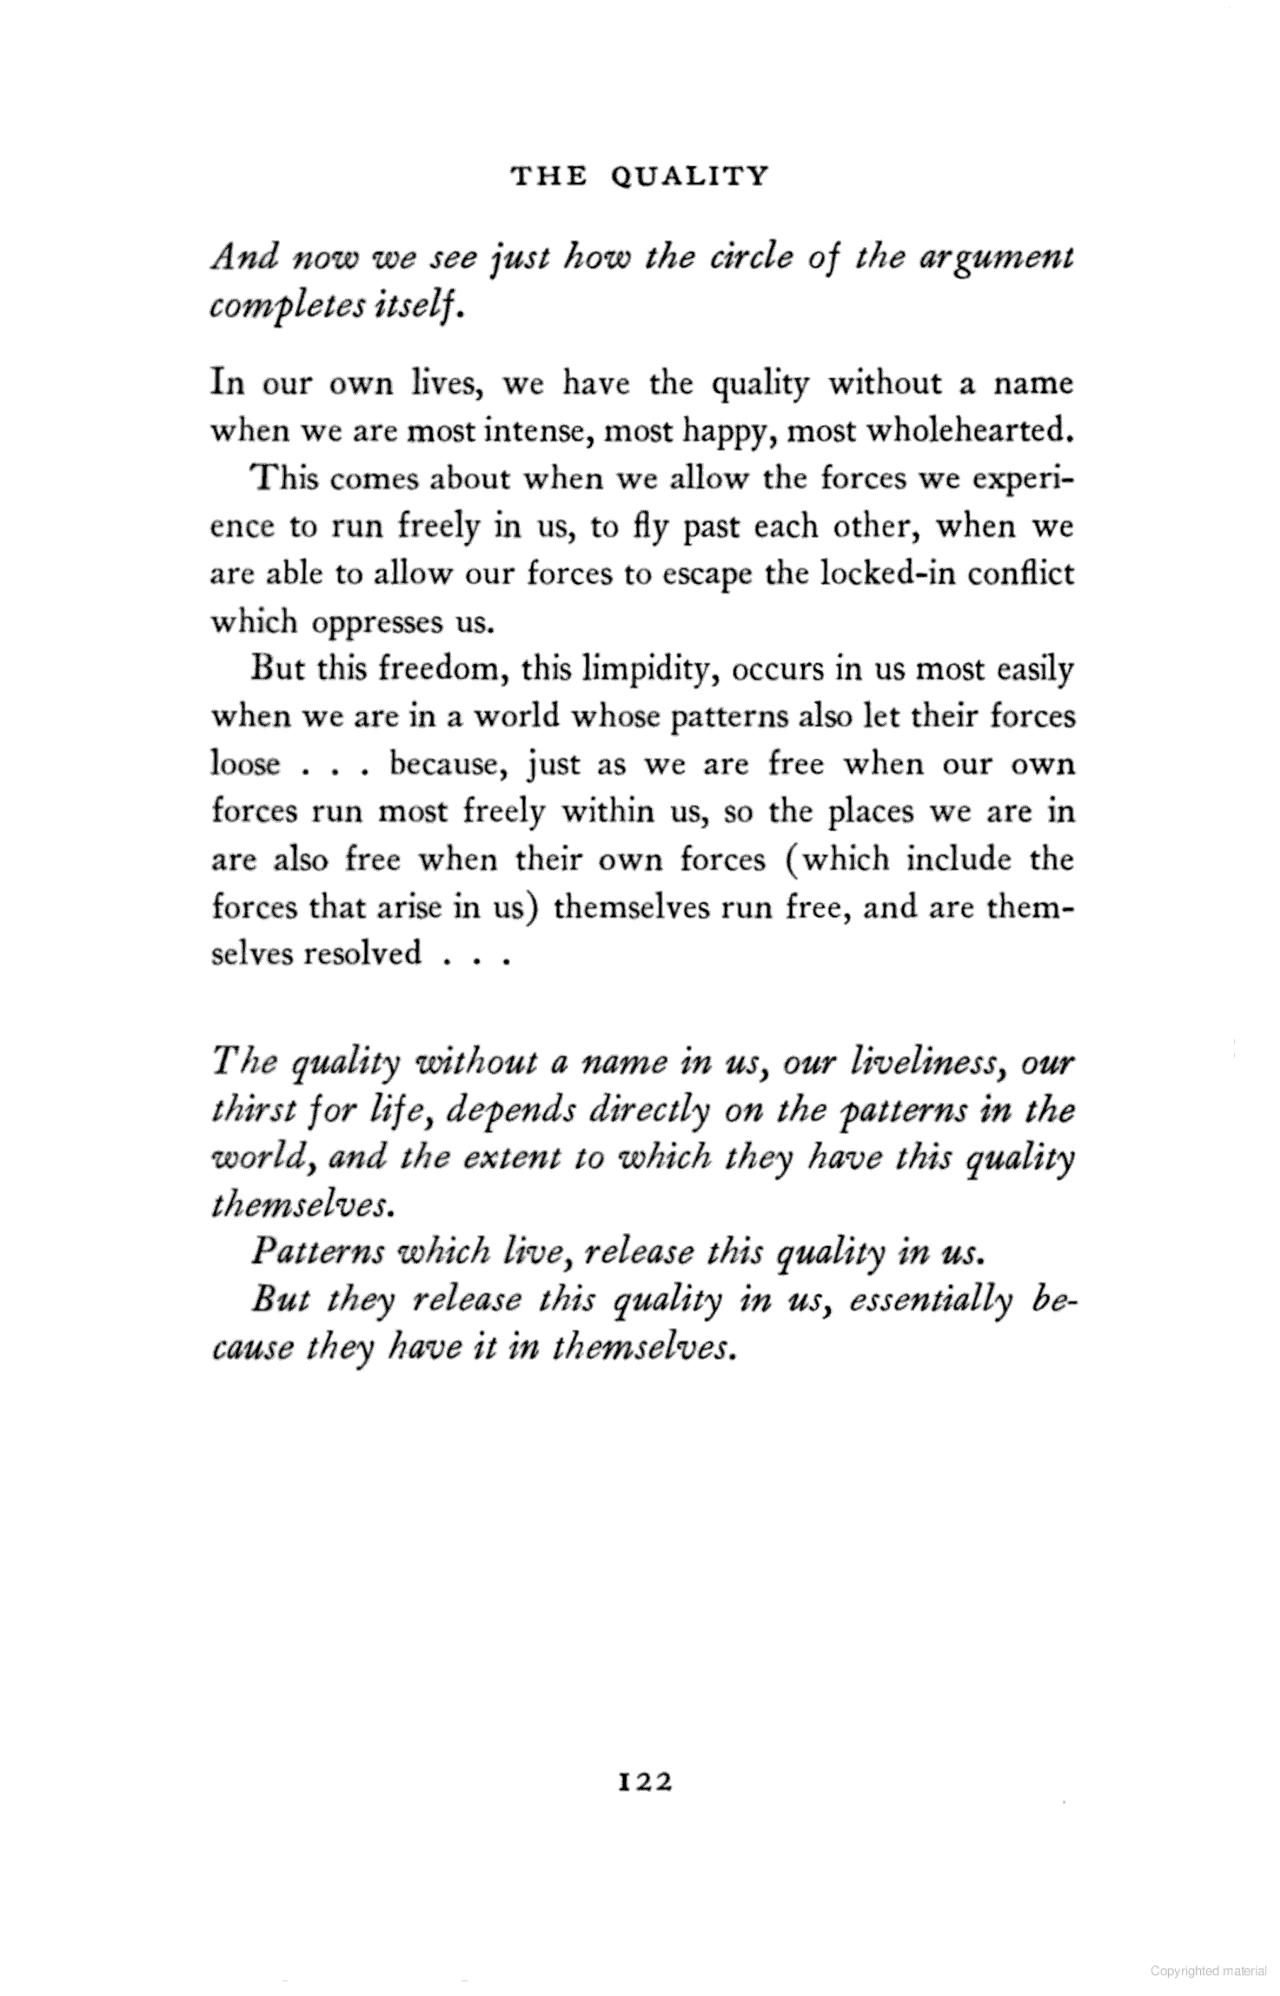 THE QUALITY
And now we see just how the circle of the argument
completes itself.
In our own lives, we have the quality without a name
when we are most intense, most happy, most wholehearted.
This comes about when we allow the forces we experi-
ence to run freely in us, to fly past each other, when we
are able to allow our forces to escape the locked-in conflict
which oppresses us.
But this freedom, this limpidity, occurs in us most easily
when we are in a world whose patterns also let their forces
loose . . . because, just as we are free when our own
forces run most freely within us, so the places we are in
are also free when their own forces (which include the
forces that arise in us) themselves run free, and are them-
selves resolved . . .
The quality without a name in us, our liveliness, our
thirst for life, depends directly on the patterns in the
world, and the extent to which they have this quality
themselves.
Patterns which live, release this quality in us.
But they release this quality in us, essentially be-
cause they have it in themselves.
122
Copyrighted material